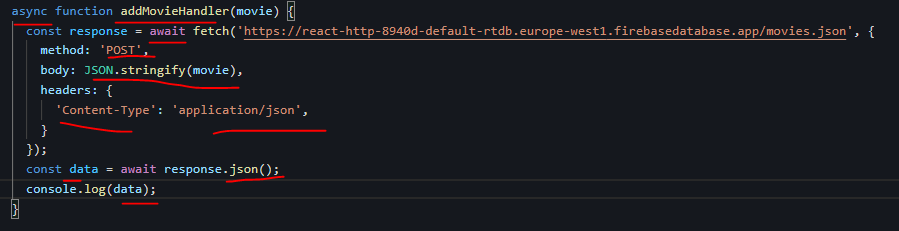 async function addMovieHandler(movie) {
const response = await fetch('https://react-http-8940d-default-rtdb.europe-west1.firebasedatabase.app/movies.json', {
method: 'POST',
body: JSON.stringify(movie),
headers: {
'Content-Type': 'application/json',
}
});
const data = await response.json();
console.log(data);
}